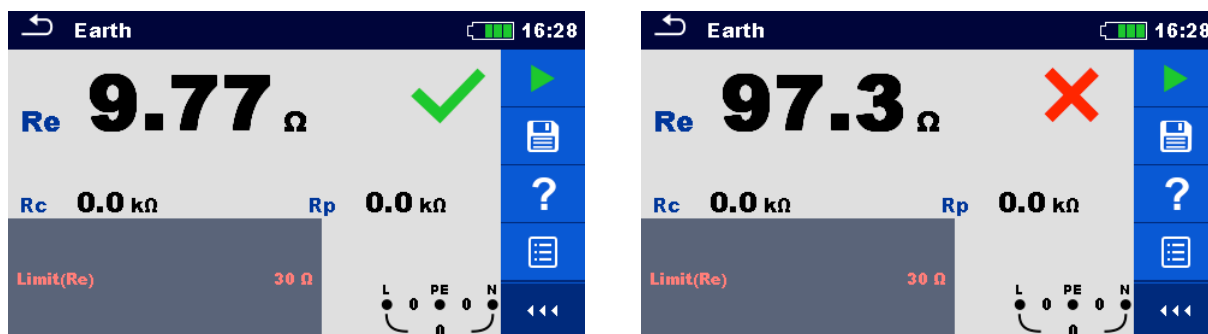 Earth 16:28
Re 9.77 Ω
Rc 0.0 kΩ Rp 0.0 kΩ
Limit(Re) 30 Ω
L PE N
0 0
0
?
Earth 16:28
Re 97.3 Ω
Rc 0.0 kΩ Rp 0.0 kΩ
Limit(Re) 30 Ω
L PE N
0 0
0
?